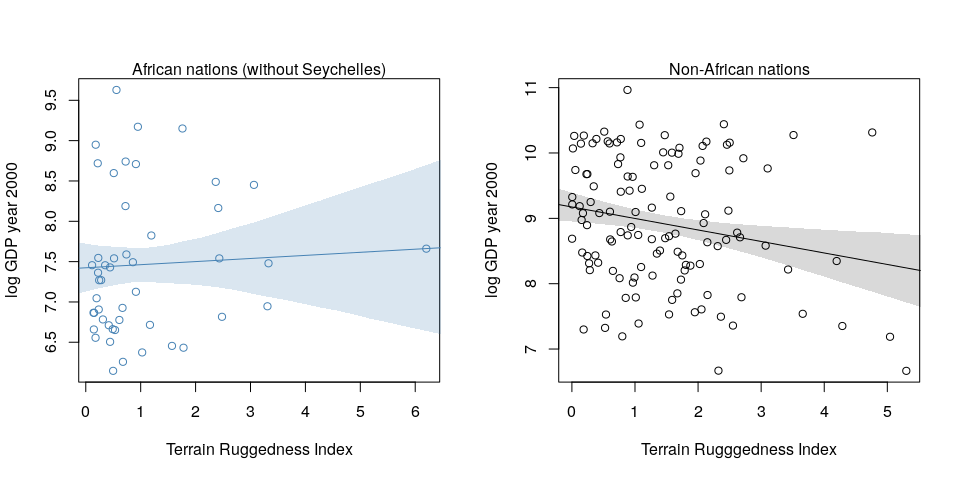 African nations (without Seychelles)
log GDP year 2000
9.5
9.0
8.5
8.0
7.5
7.0
6.5
0 1 2 3 4 5 6
Terrain Ruggedness Index
Non-African nations
log GDP year 2000
11
10
9
8
7
0 1 2 3 4 5
Terrain Rugggedness Index